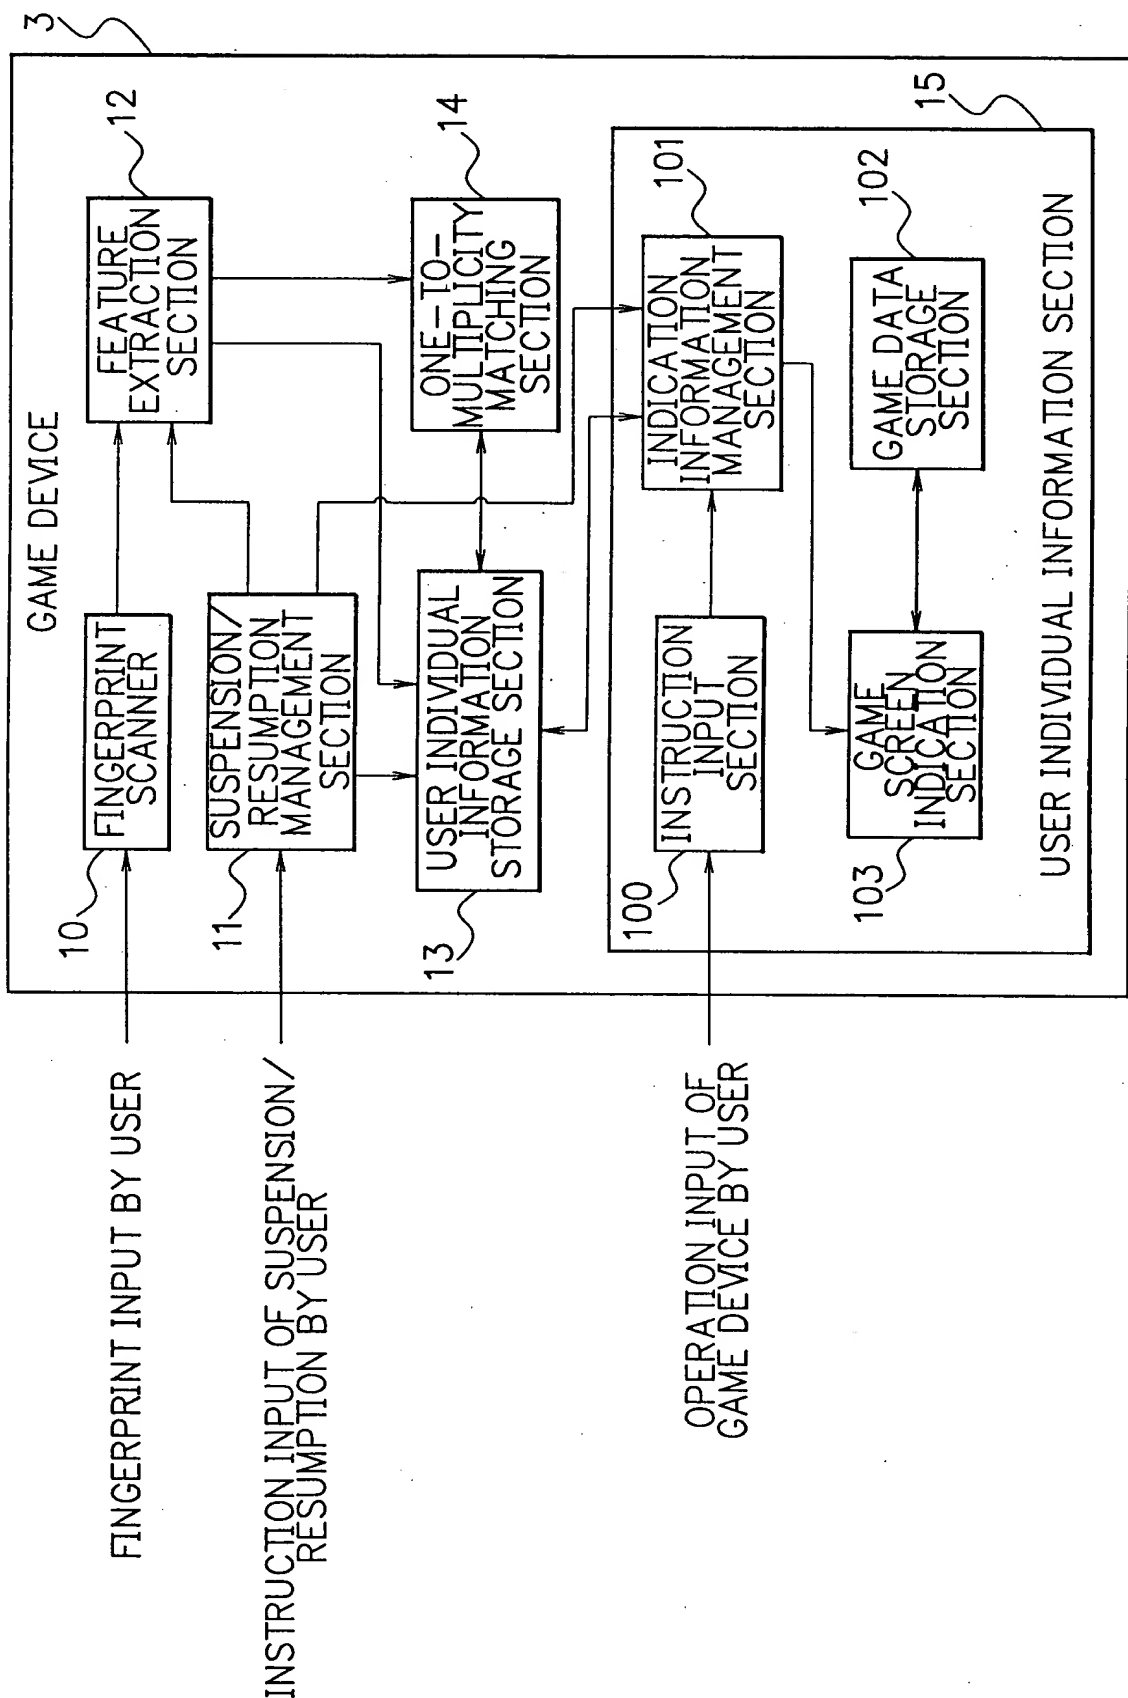 3
GAME DEVICE
FINGERPRINT INPUT BY USER
10
FINGERPRINT
SCANNER
FEATURE
EXTRACTION
SECTION
12
INSTRUCTION INPUT OF SUSPENSION/
RESUMPTION BY USER
11
SUSPENSION/
RESUMPTION
MANAGEMENT
SECTION
13
USER INDIVIDUAL
INFORMATION
STORAGE SECTION
ONE-TO-
MULTIPLICITY
MATCHING
SECTION
14
15
OPERATION INPUT OF
GAME DEVICE BY USER
100
INSTRUCTION
INPUT
SECTION
INDICATION
INFORMATION
MANAGEMENT
SECTION
101
103
GAME
SCREEN
INDICATION
SECTION
GAME DATA
STORAGE
SECTION
102
USER INDIVIDUAL INFORMATION SECTION